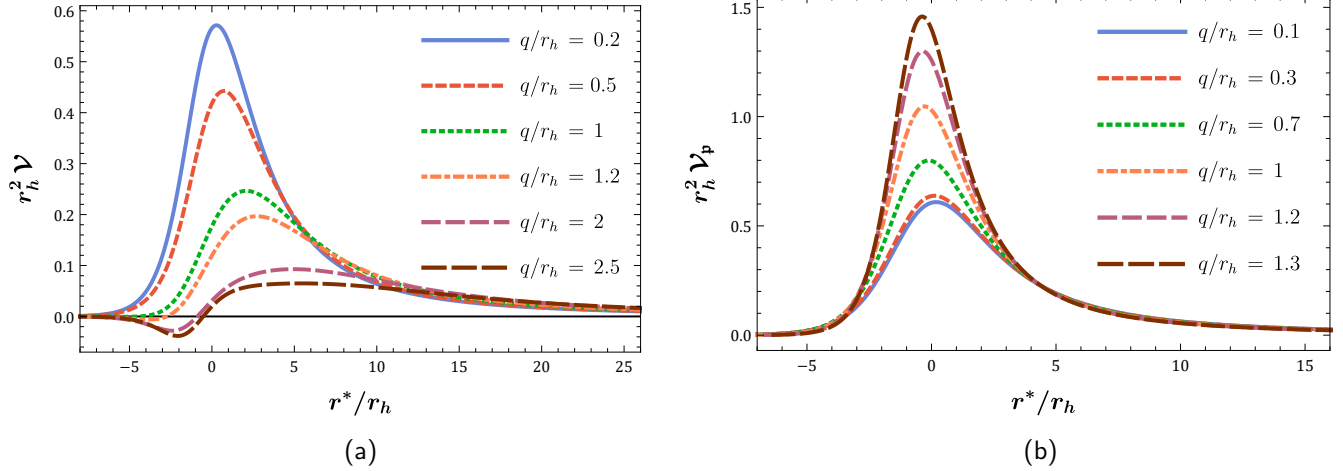 r_h^2 𝒱
0.6
0.5
0.4
0.3
0.2
0.1
0.0
q/r_h = 0.2
q/r_h = 0.5
q/r_h = 1
q/r_h = 1.2
q/r_h = 2
q/r_h = 2.5
−5 0 5 10 15 20 25
r*/r_h
(a)
r_h^2 𝒱_p
1.5
1.0
0.5
0.0
q/r_h = 0.1
q/r_h = 0.3
q/r_h = 0.7
q/r_h = 1
q/r_h = 1.2
q/r_h = 1.3
−5 0 5 10 15
r*/r_h
(b)